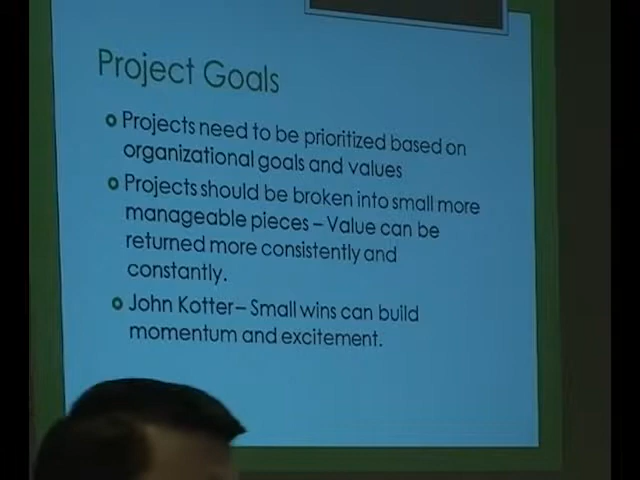 Project Goals
Projects need to be prioritized based on
organizational goals and values
Projects should be broken into small more
manageable pieces – Value can be
returned more consistently and
constantly.
John Kotter – Small wins can build
momentum and excitement.